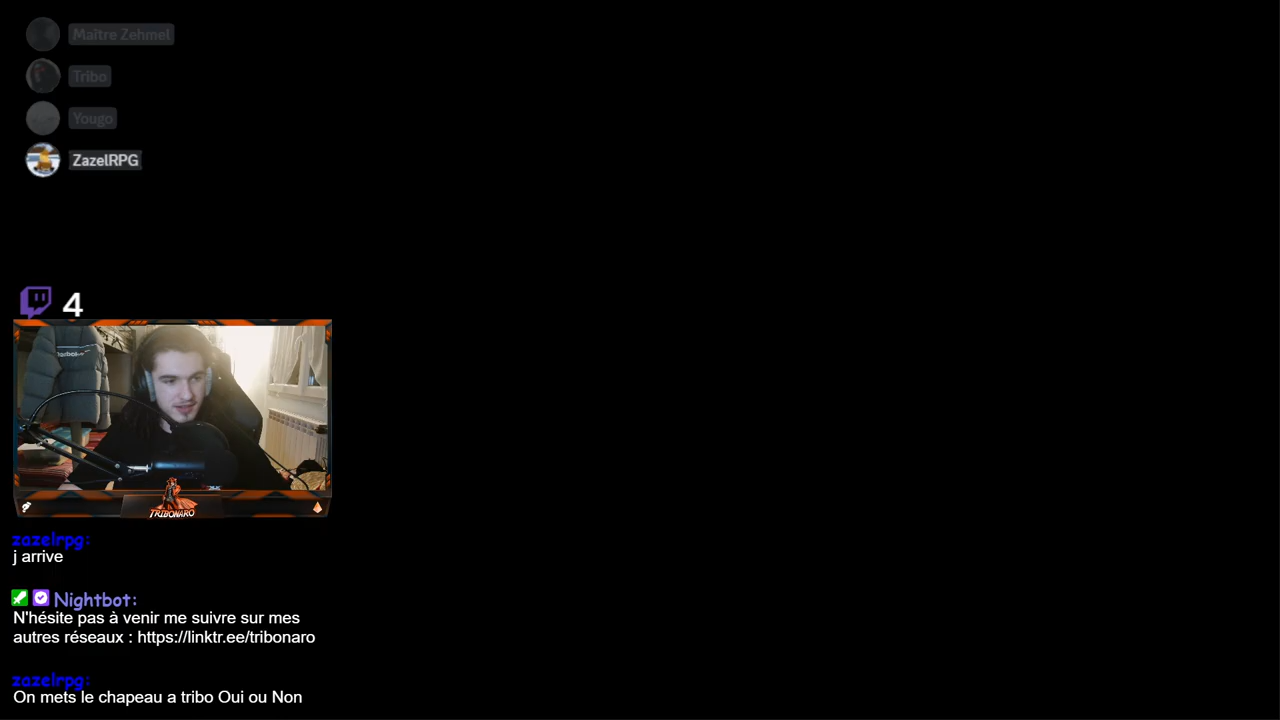 Maître Zehmel
Tribo
Yougo
ZazelRPG
4
TRIBONARO
zazelrpg:
j arrive
Nightbot:
N'hésite pas à venir me suivre sur mes
autres réseaux : https://linktr.ee/tribonaro
zazelrpg:
On mets le chapeau a tribo Oui ou Non